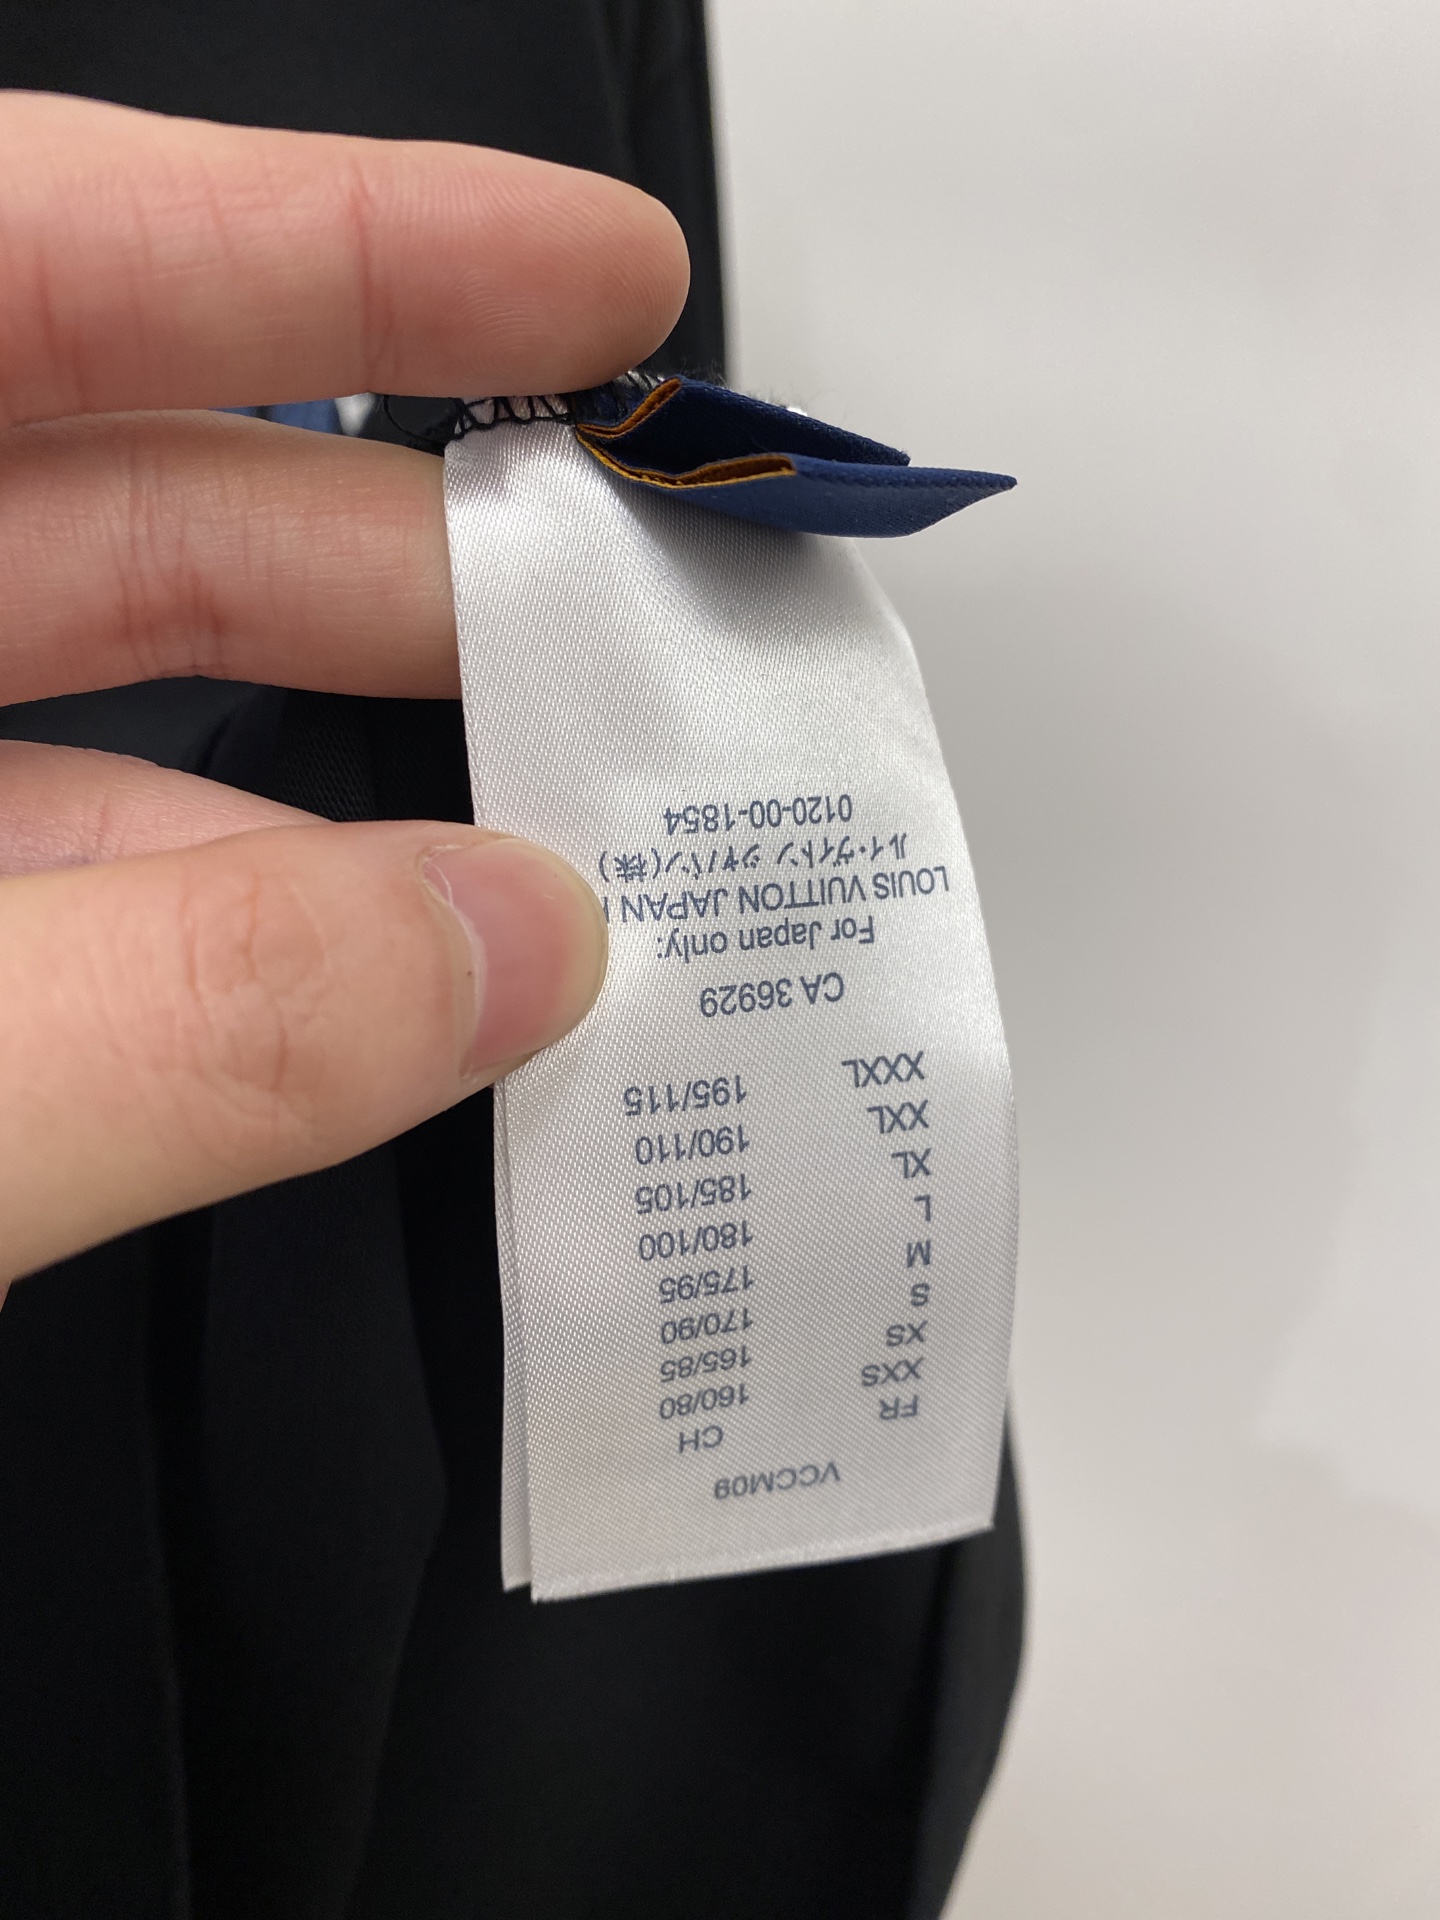 VCCM09
FR CH
XXS 160/80
XS 165/85
S 170/90
M 175/95
L 180/100
XL 185/105
XXL 190/110
XXXL 195/115
CA 36929
For Japan only:
LOUIS VUITTON JAPAN
ルイ・ヴィトン ジャパン(株)
0120-00-1854